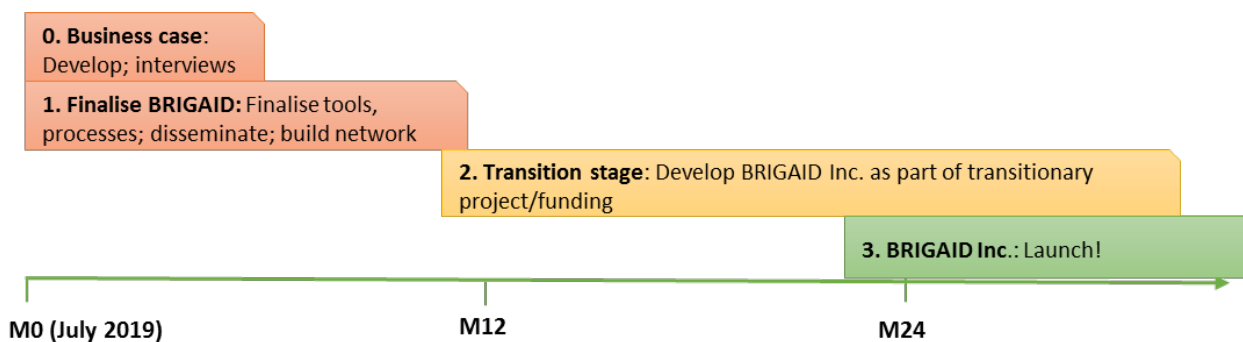 0. Business case:
Develop; interviews
1. Finalise BRIGAID: Finalise tools,
processes; disseminate; build network
2. Transition stage: Develop BRIGAID Inc. as part of transitionary
project/funding
3. BRIGAID Inc.: Launch!
M0 (July 2019)
M12
M24